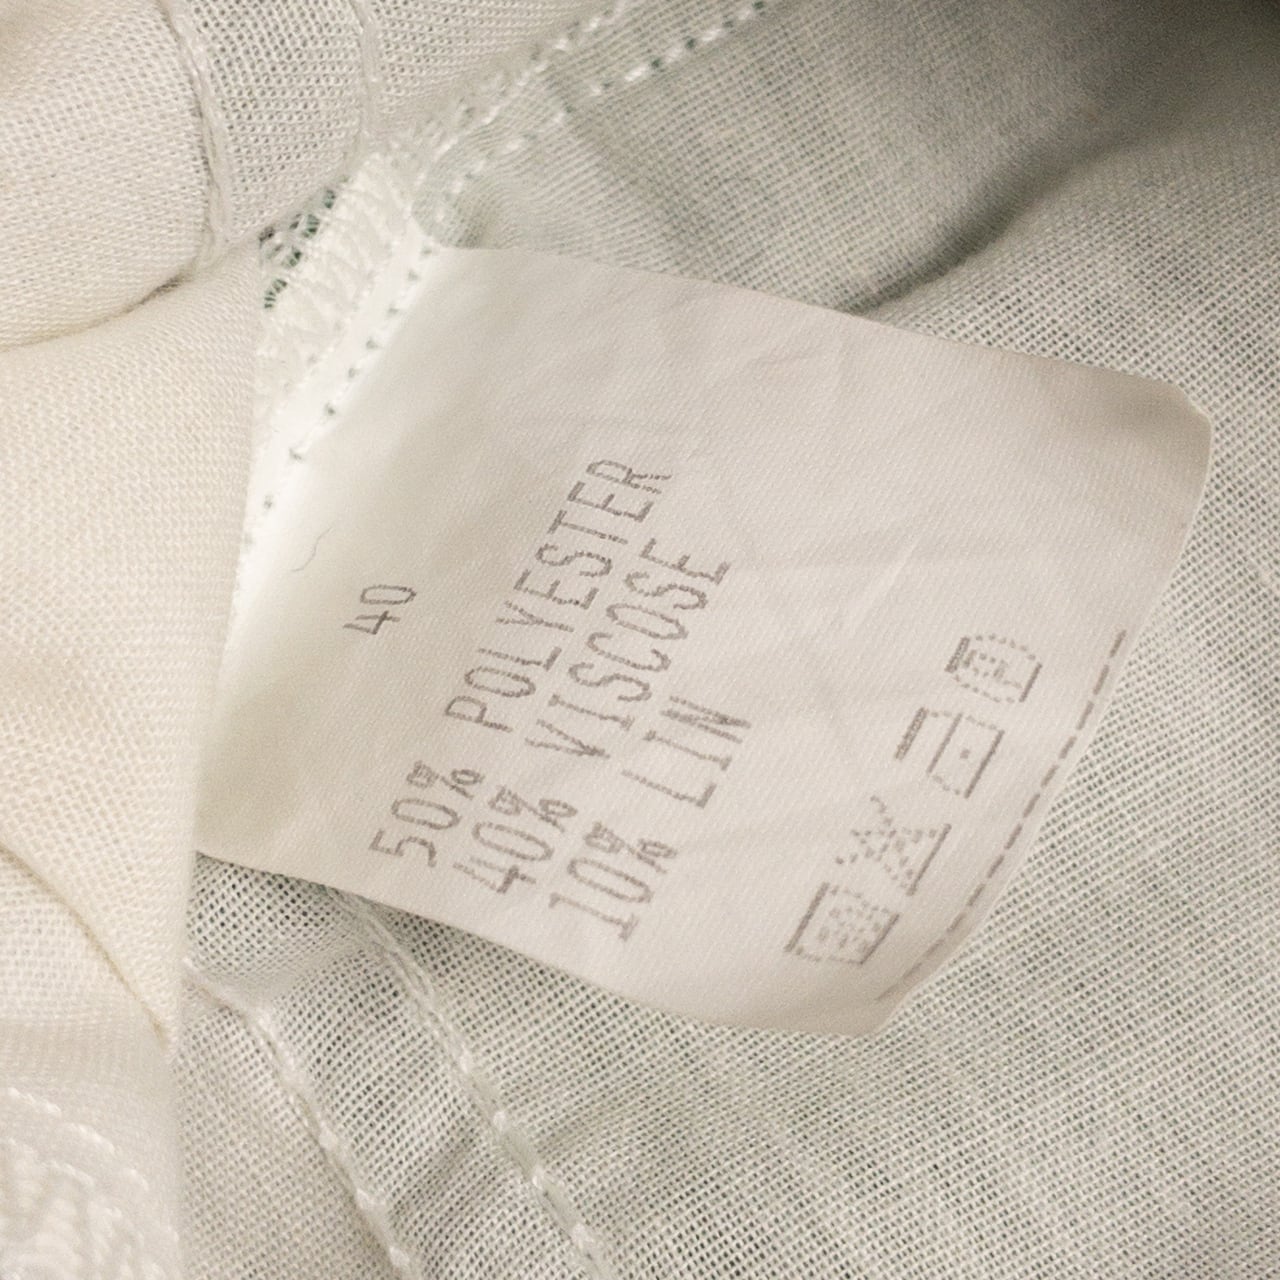 40
50% POLYESTER
40% VISCOSE
10% LIN